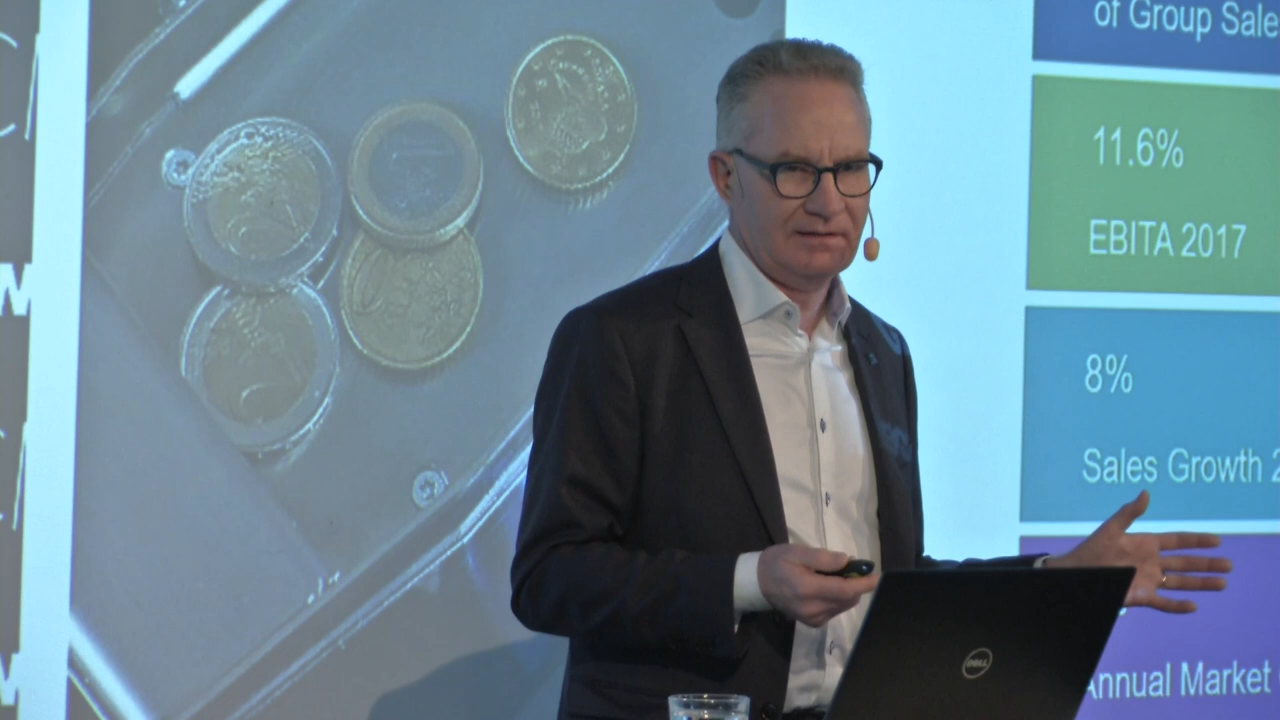 of Group Sale
11.6%
EBITA 2017
8%
Sales Growth 2
Annual Market
DELL